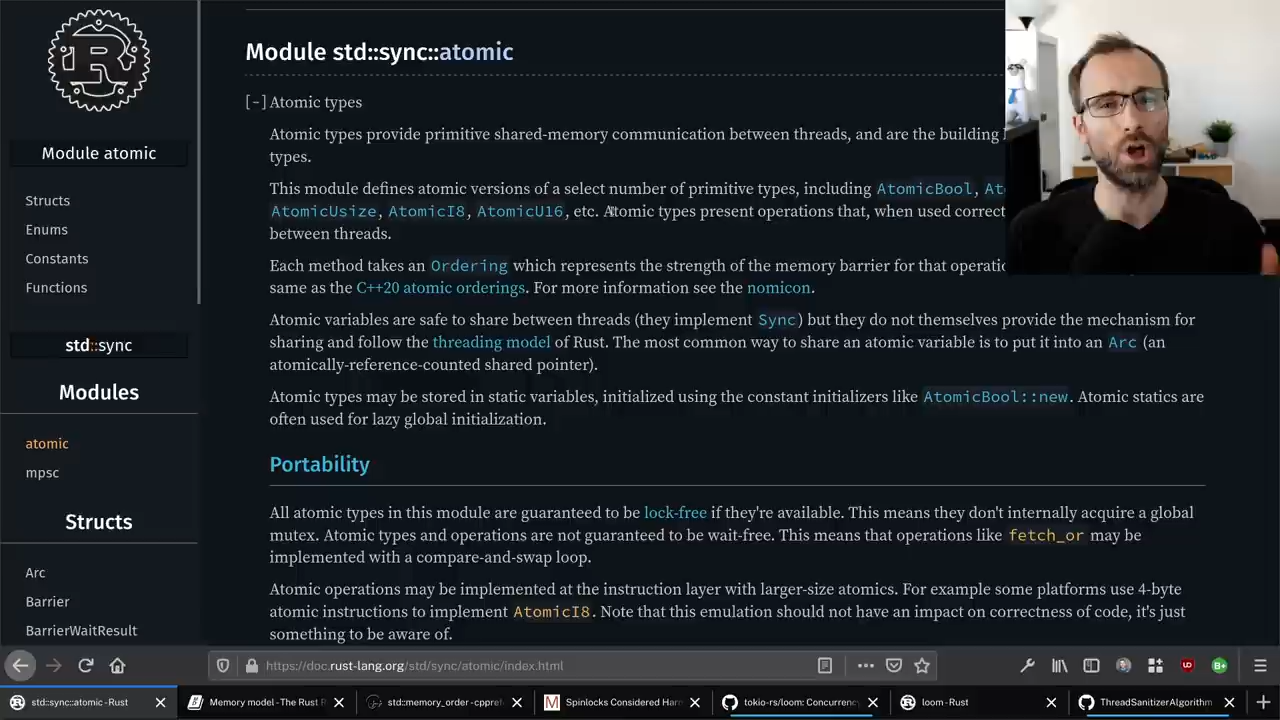 Module std::sync::atomic
[-] Atomic types
Atomic types provide primitive shared-memory communication between threads, and are the building
types.
This module defines atomic versions of a select number of primitive types, including AtomicBool,
AtomicUsize, AtomicI8, AtomicU16, etc. Atomic types present operations that, when used
between threads.
Each method takes an Ordering which represents the strength of the memory barrier for that
same as the C++20 atomic orderings. For more information see the nomicon.
Atomic variables are safe to share between threads (they implement Sync) but they do not themselves provide the mechanism for
sharing and follow the threading model of Rust. The most common way to share an atomic variable is to put it into an Arc (an
atomically-reference-counted shared pointer).
Atomic types may be stored in static variables, initialized using the constant initializers like AtomicBool::new. Atomic statics are
often used for lazy global initialization.
Portability
All atomic types in this module are guaranteed to be lock-free if they're available. This means they don't internally acquire a global
mutex. Atomic types and operations are not guaranteed to be wait-free. This means that operations like fetch_or may be
implemented with a compare-and-swap loop.
Atomic operations may be implemented at the instruction layer with larger-size atomics. For example some platforms use 4-byte
atomic instructions to implement AtomicI8. Note that this emulation should not have an impact on correctness of code, it's just
something to be aware of.
R
Module atomic
Structs
Enums
Constants
Functions
std::sync
Modules
atomic
mpsc
Structs
Arc
Barrier
BarrierWaitResult
https://doc.rust-lang.org/std/sync/atomic/index.html
std::sync::atomic - Rust
Memory model - The Rust R
std::memory_order - cppref
Spinlocks Considered Har
tokio-rs/loom: Concurrency
loom - Rust
ThreadSanitizerAlgorithm